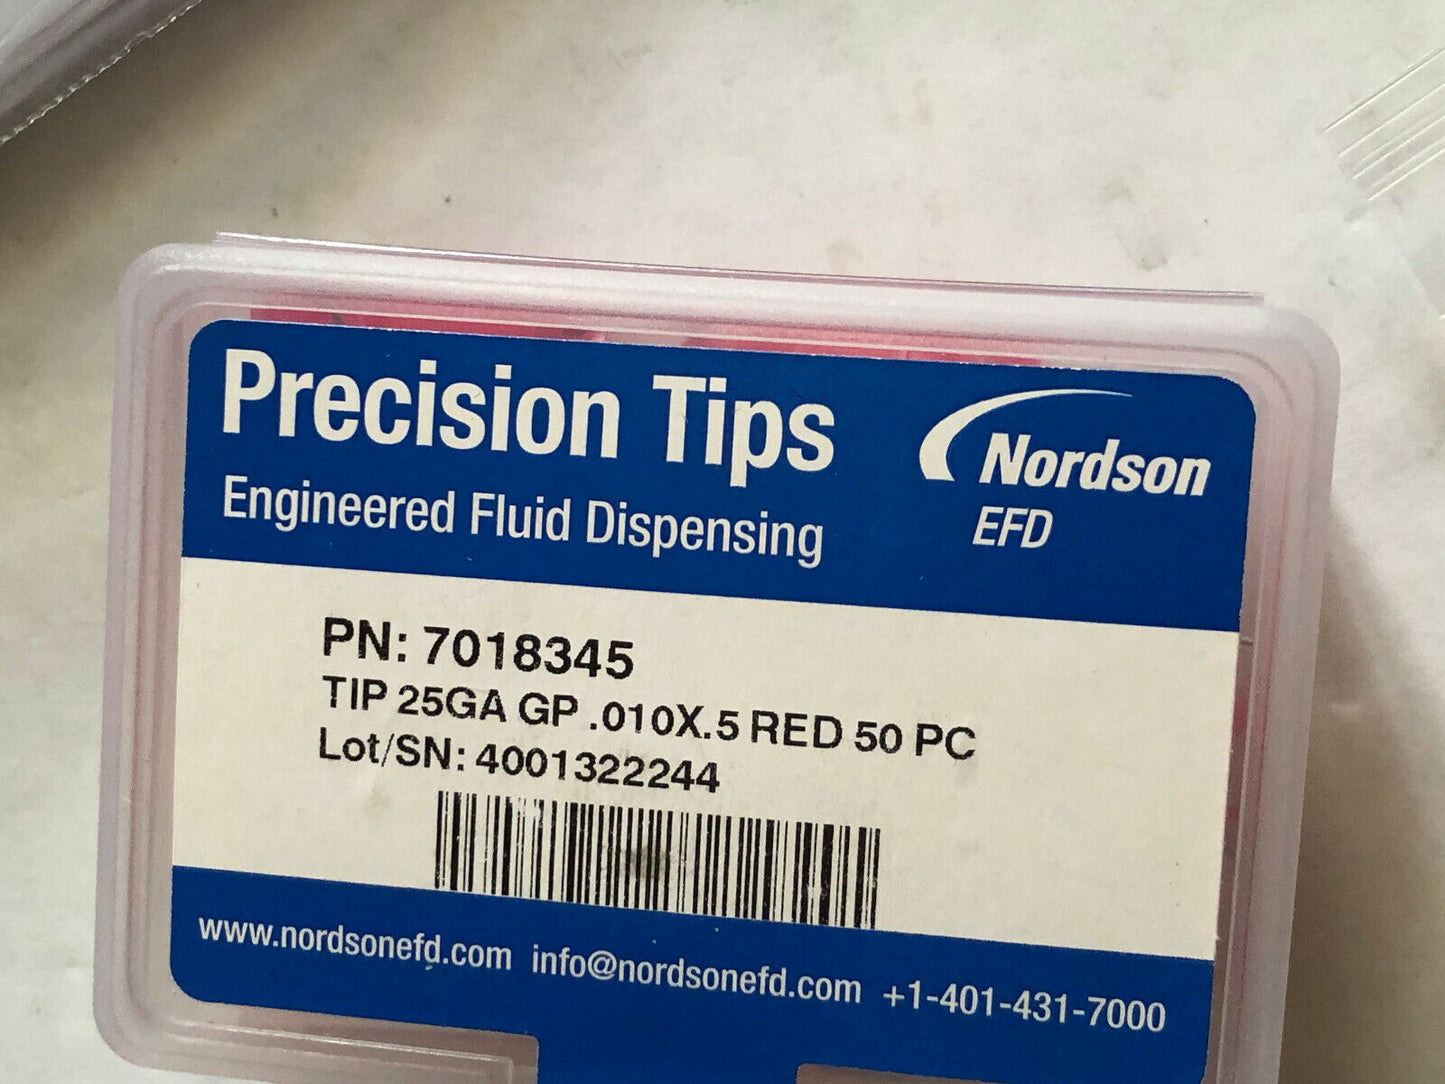 Precision Tips
Engineered Fluid Dispensing
Nordson
EFD
PN: 7018345
TIP 25GA GP .010X.5 RED 50 PC
Lot/SN: 4001322244
www.nordsonefd.com info@nordsonefd.com +1-401-431-7000